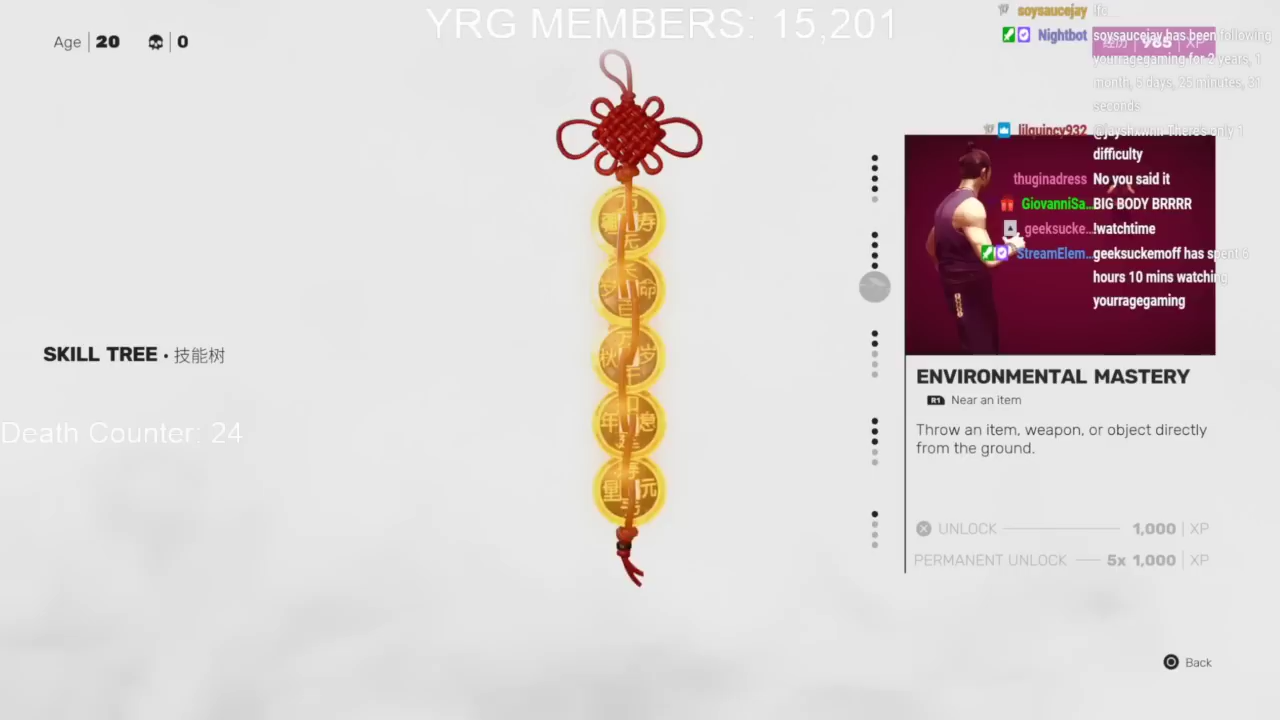 YRG MEMBERS: 15,201
Age 20 0
soysaucejay !fc
Nightbot soysaucejay has been following
经历 985 XP
yourragegaming for 2 years, 1
month, 5 days, 25 minutes, 31
seconds
lilquincy932
difficulty
thuginadress No you said it
GiovanniSa... BIG BODY BRRRR
geeksucke... !watchtime
StreamElem... geeksuckemoff has spent 6
hours 10 mins watching
yourragegaming
SKILL TREE • 技能树
Death Counter: 24
ENVIRONMENTAL MASTERY
R1 Near an item
Throw an item, weapon, or object directly
from the ground.
UNLOCK 1,000 XP
PERMANENT UNLOCK 5x 1,000 XP
Back